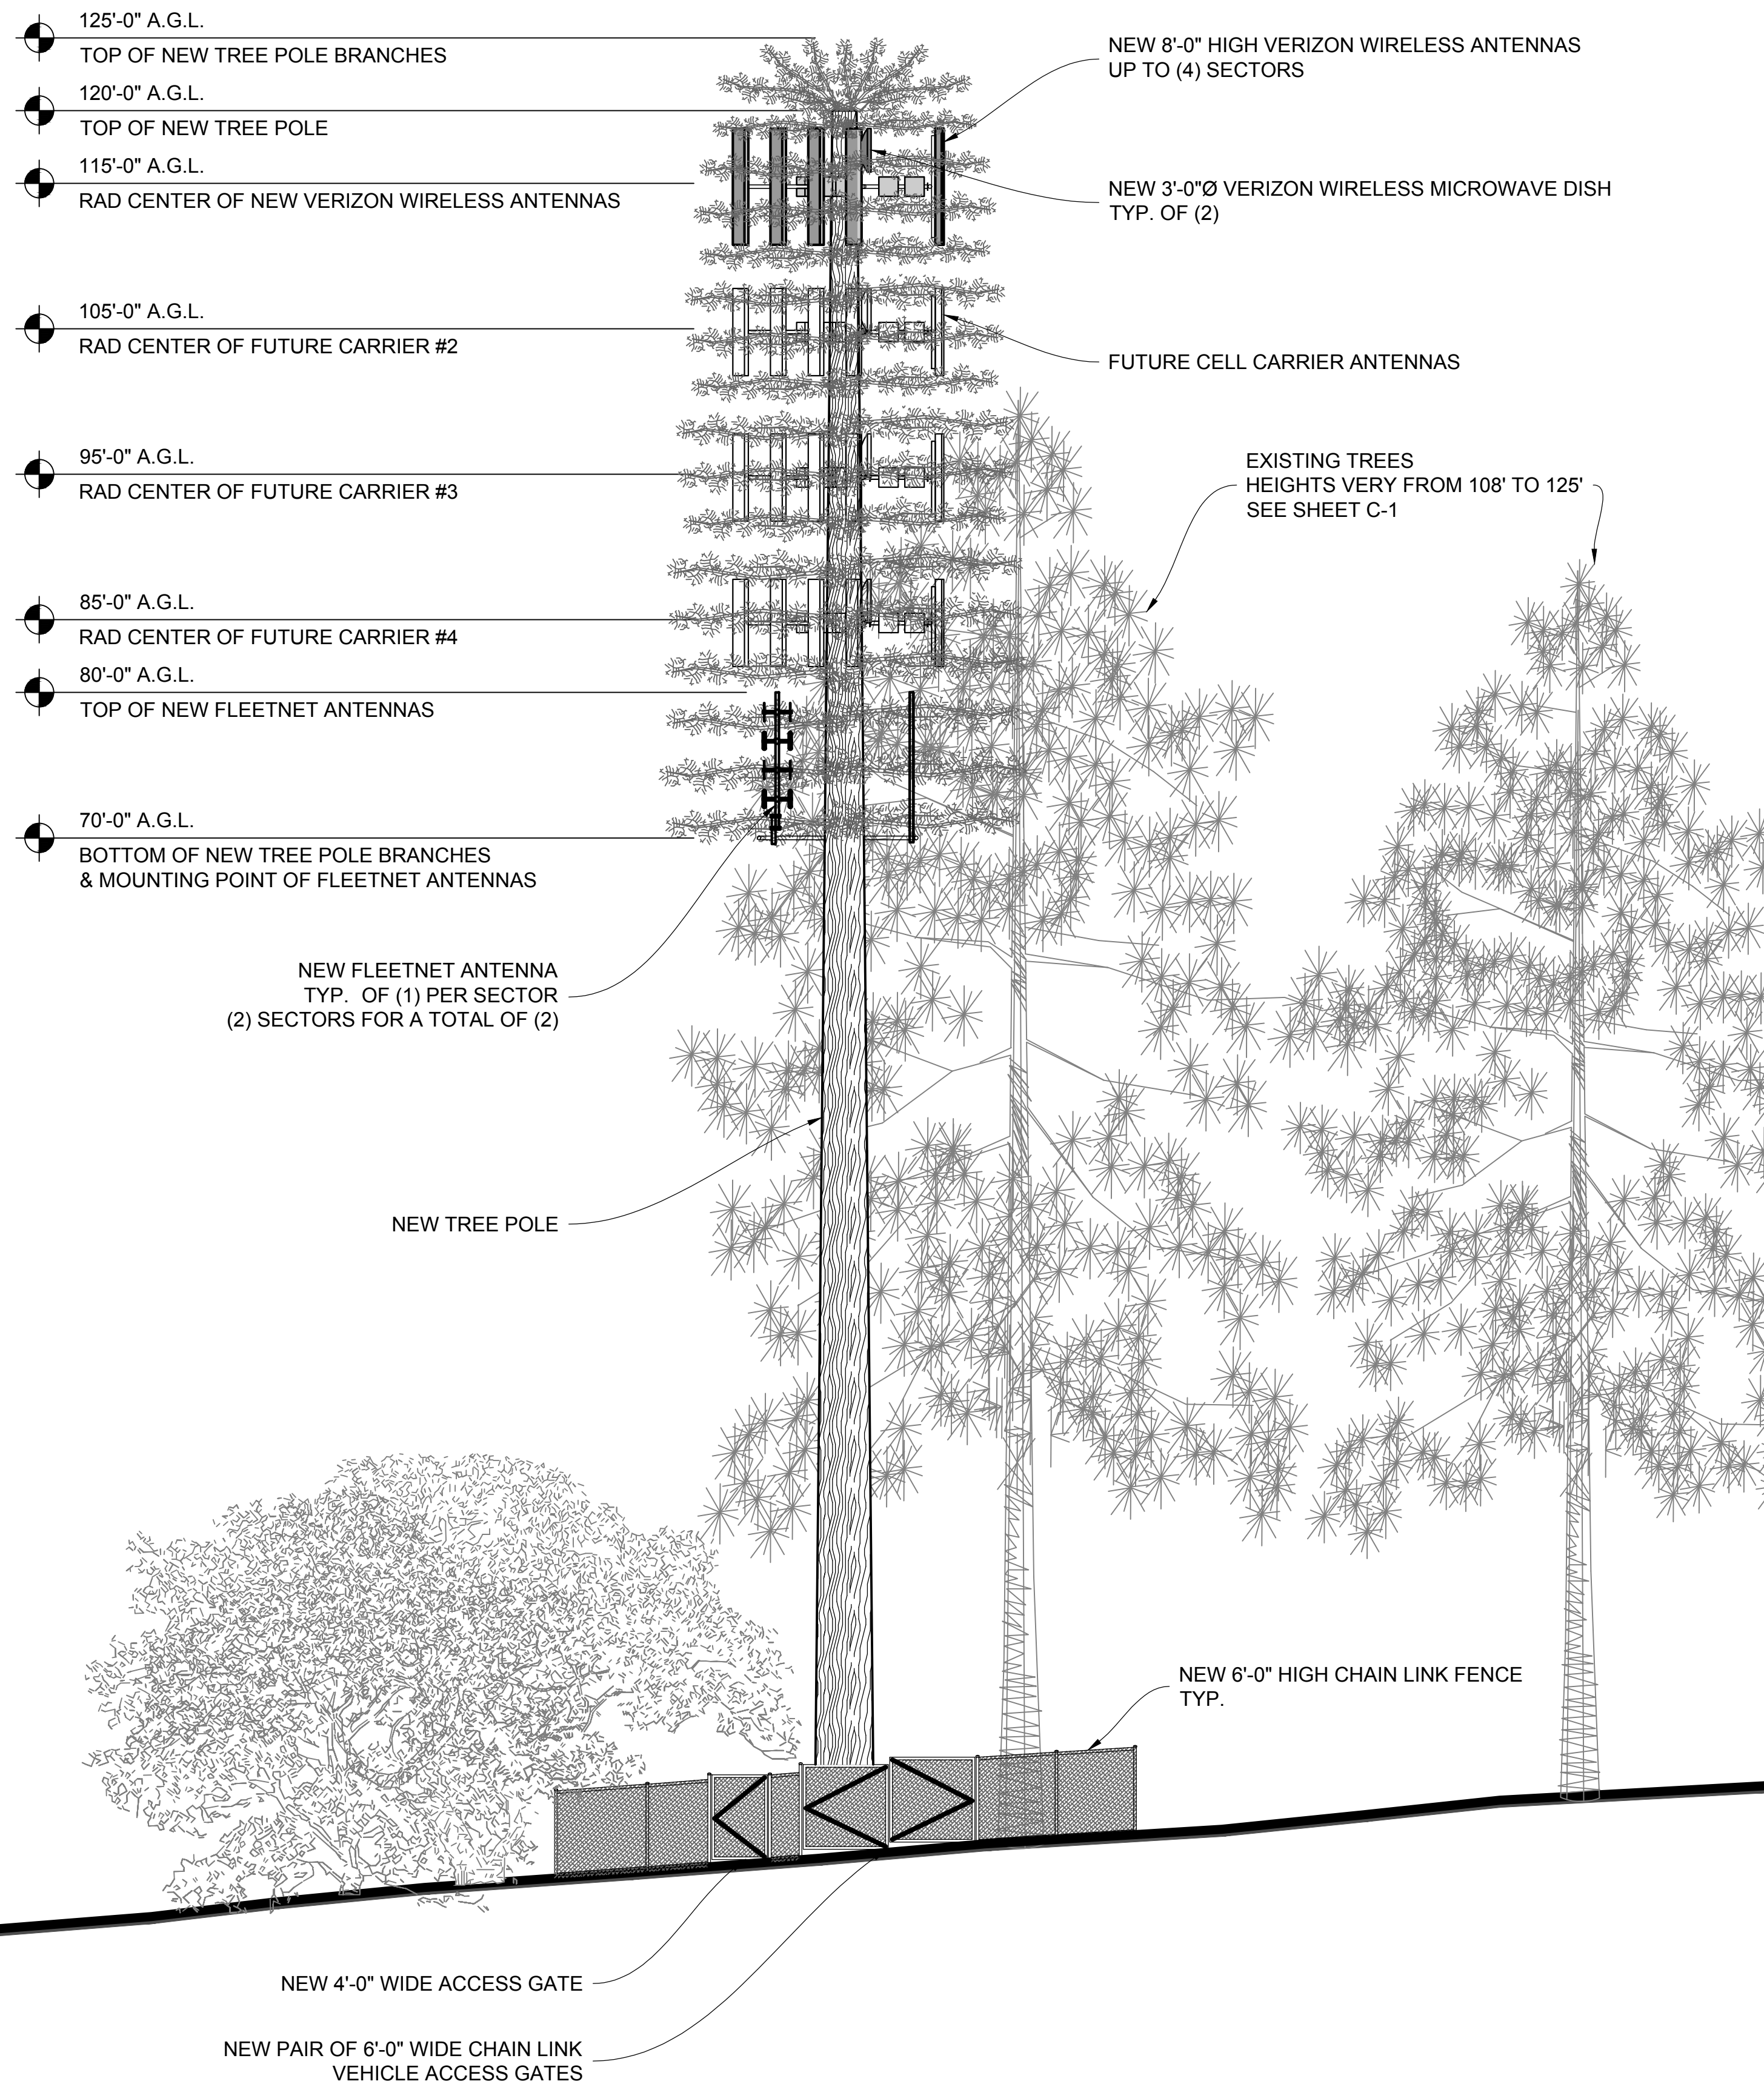 125'-0" A.G.L.
TOP OF NEW TREE POLE BRANCHES
120'-0" A.G.L.
TOP OF NEW TREE POLE
115'-0" A.G.L.
RAD CENTER OF NEW VERIZON WIRELESS ANTENNAS
105'-0" A.G.L.
RAD CENTER OF FUTURE CARRIER #2
95'-0" A.G.L.
RAD CENTER OF FUTURE CARRIER #3
85'-0" A.G.L.
RAD CENTER OF FUTURE CARRIER #4
80'-0" A.G.L.
TOP OF NEW FLEETNET ANTENNAS
70'-0" A.G.L.
BOTTOM OF NEW TREE POLE BRANCHES
& MOUNTING POINT OF FLEETNET ANTENNAS
NEW FLEETNET ANTENNA
TYP. OF (1) PER SECTOR
(2) SECTORS FOR A TOTAL OF (2)
NEW TREE POLE
NEW 8'-0" HIGH VERIZON WIRELESS ANTENNAS
UP TO (4) SECTORS
NEW 3'-0"Ø VERIZON WIRELESS MICROWAVE DISH
TYP. OF (2)
FUTURE CELL CARRIER ANTENNAS
EXISTING TREES
HEIGHTS VERY FROM 108' TO 125'
SEE SHEET C-1
NEW 6'-0" HIGH CHAIN LINK FENCE
TYP.
NEW 4'-0" WIDE ACCESS GATE
NEW PAIR OF 6'-0" WIDE CHAIN LINK
VEHICLE ACCESS GATES